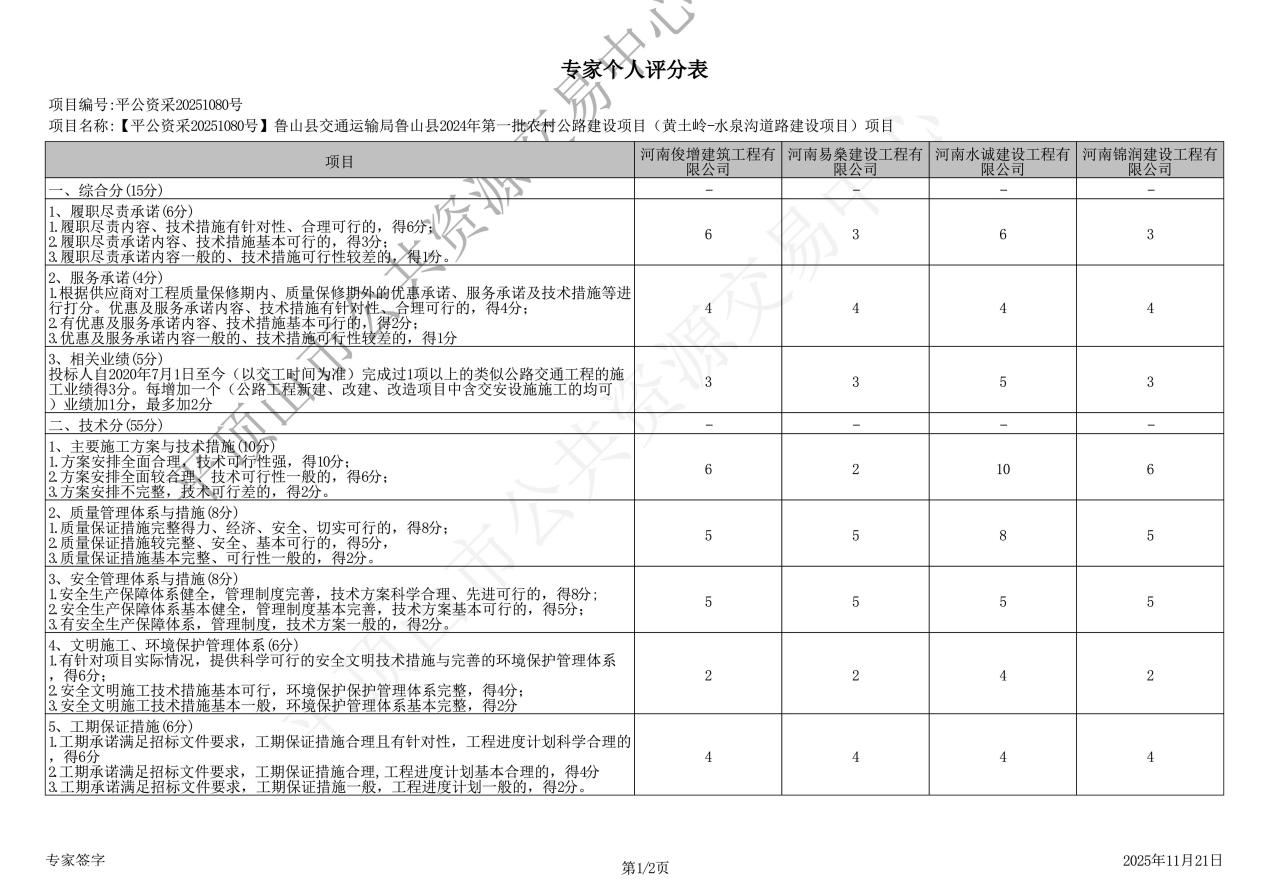 专家个人评分表
项目编号:平公资采20251080号
项目名称:【平公资采20251080号】鲁山县交通运输局鲁山县2024年第一批农村公路建设项目（黄土岭-水泉沟道路建设项目）项目
项目 河南俊增建筑工程有限公司 河南易燊建设工程有限公司 河南水诚建设工程有限公司 河南锦润建设工程有限公司
一、综合分(15分) - - - -
1、履职尽责承诺(6分)
1.履职尽责内容、技术措施有针对性、合理可行的，得6分；
2.履职尽责承诺内容、技术措施基本可行的，得3分；
3.履职尽责承诺内容一般的、技术措施可行性较差的，得1分。
6 3 6 3
2、服务承诺(4分)
1.根据供应商对工程质量保修期内、质量保修期外的优惠承诺、服务承诺及技术措施等进
行打分。优惠及服务承诺内容、技术措施有针对性、合理可行的，得4分；
2.有优惠及服务承诺内容、技术措施基本可行的，得2分；
3.优惠及服务承诺内容一般的、技术措施可行性较差的，得1分
4 4 4 4
3、相关业绩(5分)
投标人自2020年7月1日至今（以交工时间为准）完成过1项以上的类似公路交通工程的施
工业绩得3分。每增加一个（公路工程新建、改建、改造项目中含交安设施施工的均可
）业绩加1分，最多加2分
3 3 5 3
二、技术分(55分) - - - -
1、主要施工方案与技术措施(10分)
1.方案安排全面合理，技术可行性强，得10分；
2.方案安排全面较合理、技术可行性一般的，得6分；
3.方案安排不完整，技术可行差的，得2分。
6 2 10 6
2、质量管理体系与措施(8分)
1.质量保证措施完整得力、经济、安全、切实可行的，得8分；
2.质量保证措施较完整、安全、基本可行的，得5分，
3.质量保证措施基本完整、可行性一般的，得2分。
5 5 8 5
3、安全管理体系与措施(8分)
1.安全生产保障体系健全，管理制度完善，技术方案科学合理、先进可行的，得8分；
2.安全生产保障体系基本健全，管理制度基本完善，技术方案基本可行的，得5分；
3.有安全生产保障体系，管理制度，技术方案一般的，得2分。
5 5 5 5
4、文明施工、环境保护管理体系(6分)
1.有针对项目实际情况，提供科学可行的安全文明技术措施与完善的环境保护管理体系
，得6分；
2.安全文明施工技术措施基本可行，环境保护保护管理体系完整，得4分；
3.安全文明施工技术措施基本一般，环境保护管理体系基本完整，得2分
2 2 4 2
5、工期保证措施(6分)
1.工期承诺满足招标文件要求，工期保证措施合理且有针对性，工程进度计划科学合理的
，得6分
2.工期承诺满足招标文件要求，工期保证措施合理,工程进度计划基本合理的，得4分
3.工期承诺满足招标文件要求，工期保证措施一般，工程进度计划一般的，得2分。
4 4 4 4
专家签字
第1/2页
2025年11月21日
平顶山市公共资源交易中心
平顶山市公共资源交易中心